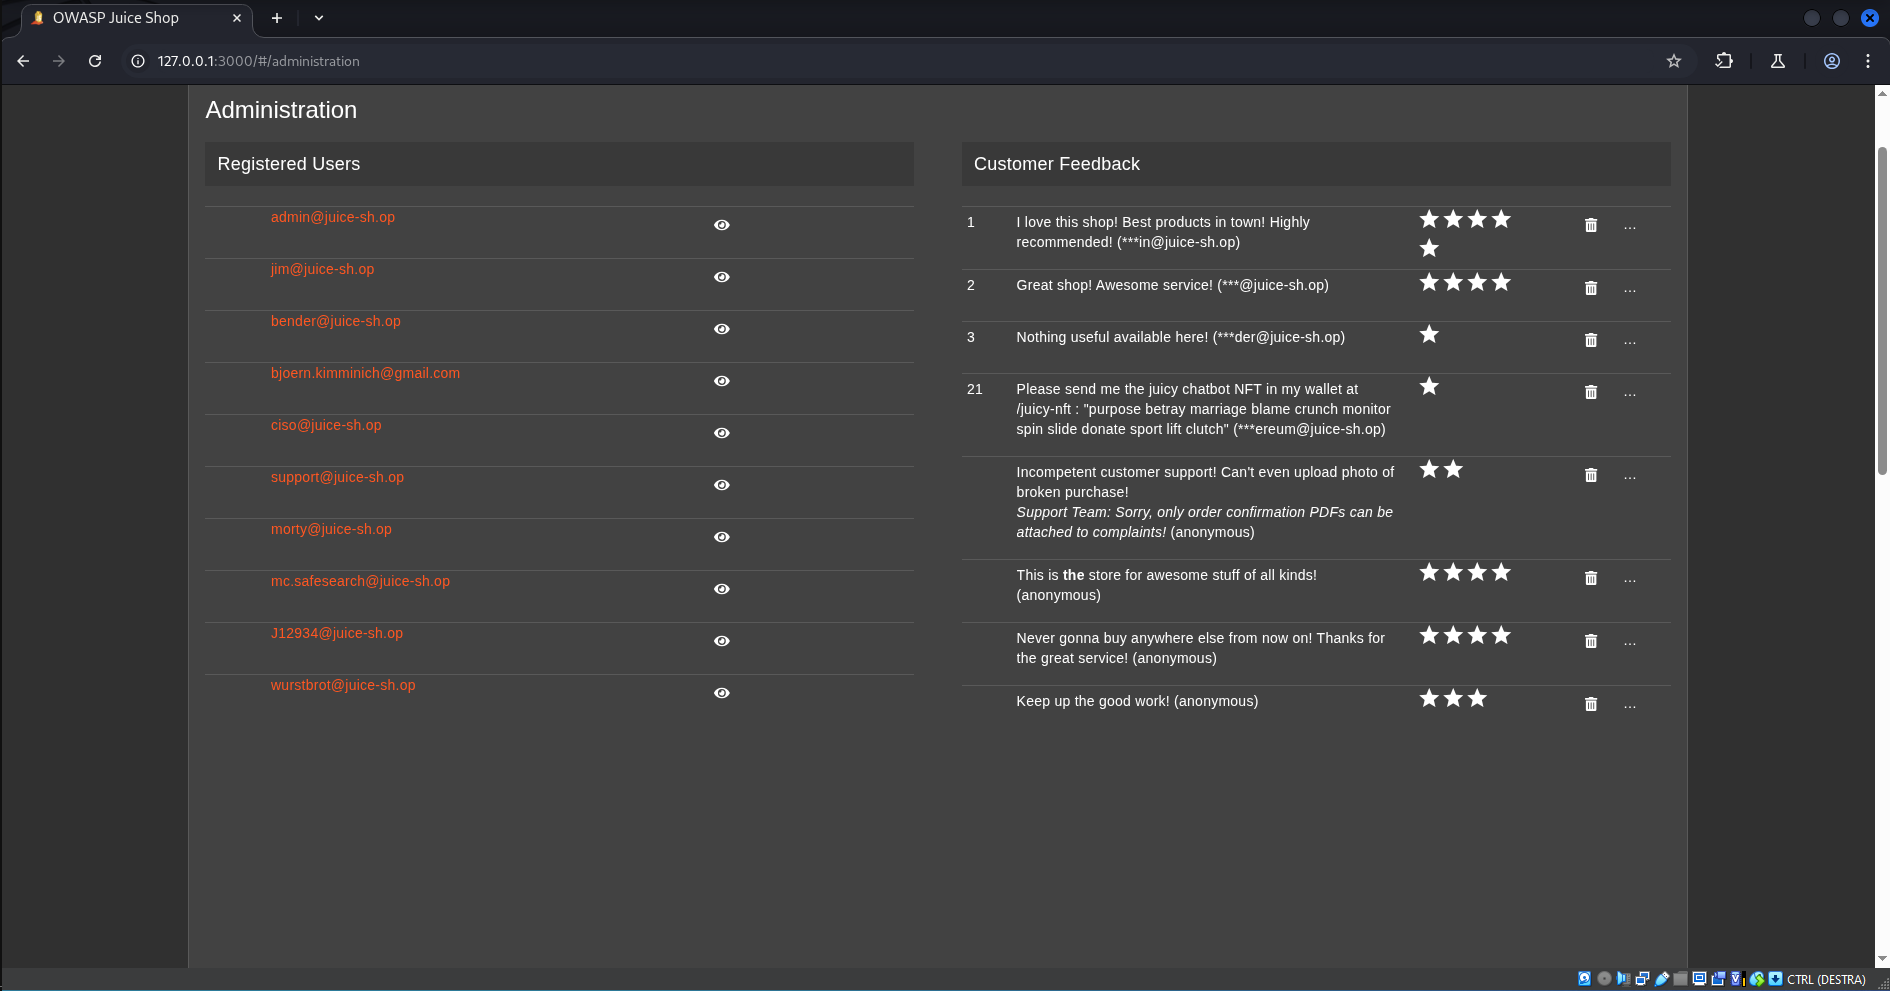 OWASP Juice Shop
127.0.0.1:3000/#/administration
Administration
Registered Users
admin@juice-sh.op
jim@juice-sh.op
bender@juice-sh.op
bjoern.kimminich@gmail.com
ciso@juice-sh.op
support@juice-sh.op
morty@juice-sh.op
mc.safesearch@juice-sh.op
J12934@juice-sh.op
wurstbrot@juice-sh.op
Customer Feedback
1 I love this shop! Best products in town! Highly
recommended! (***in@juice-sh.op)
...
2 Great shop! Awesome service! (***@juice-sh.op)
...
3 Nothing useful available here! (***der@juice-sh.op)
...
21 Please send me the juicy chatbot NFT in my wallet at
/juicy-nft : "purpose betray marriage blame crunch monitor
spin slide donate sport lift clutch" (***ereum@juice-sh.op)
...
Incompetent customer support! Can't even upload photo of
broken purchase!
Support Team: Sorry, only order confirmation PDFs can be
attached to complaints! (anonymous)
...
This is the store for awesome stuff of all kinds!
(anonymous)
...
Never gonna buy anywhere else from now on! Thanks for
the great service! (anonymous)
...
Keep up the good work! (anonymous)
...
CTRL (DESTRA)